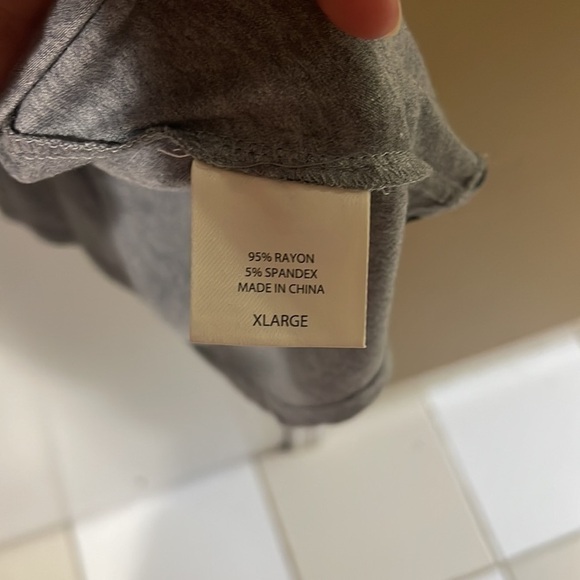 95% RAYON
5% SPANDEX
MADE IN CHINA
XLARGE